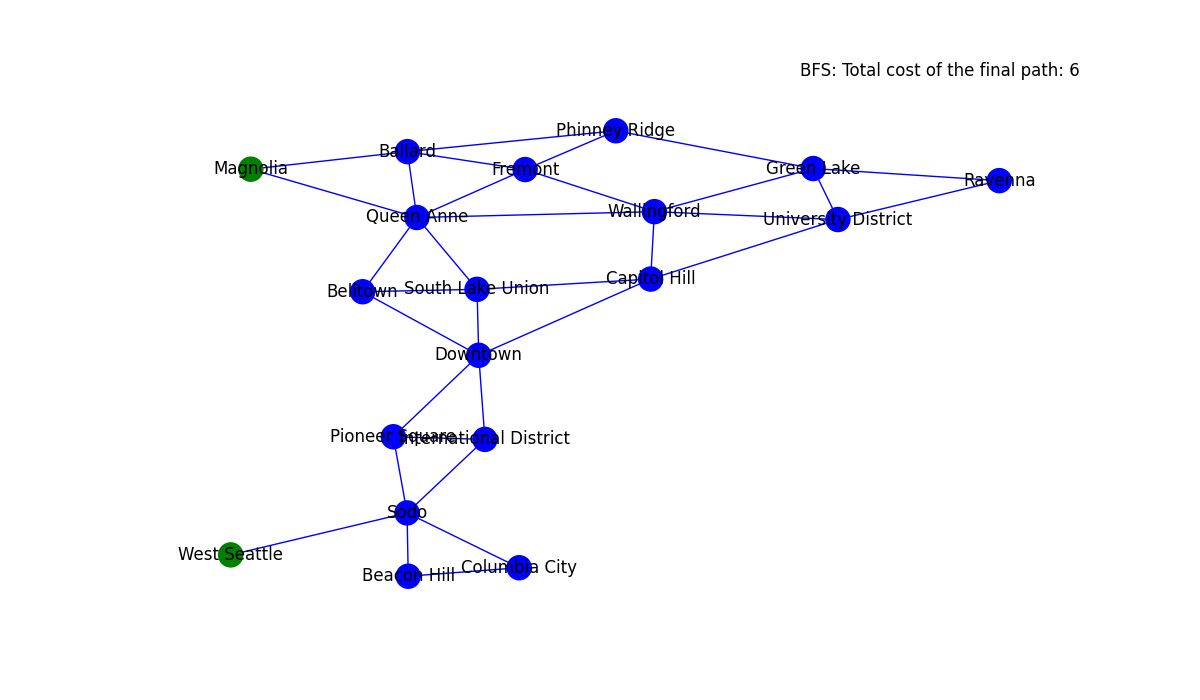 BFS: Total cost of the final path: 6
Phinney Ridge
Ballard
Magnolia
Fremont
Green Lake
Ravenna
Queen Anne
Wallingford
University District
Belltown
South Lake Union
Capitol Hill
Downtown
Pioneer Square
International District
Sodo
West Seattle
Beacon Hill
Columbia City